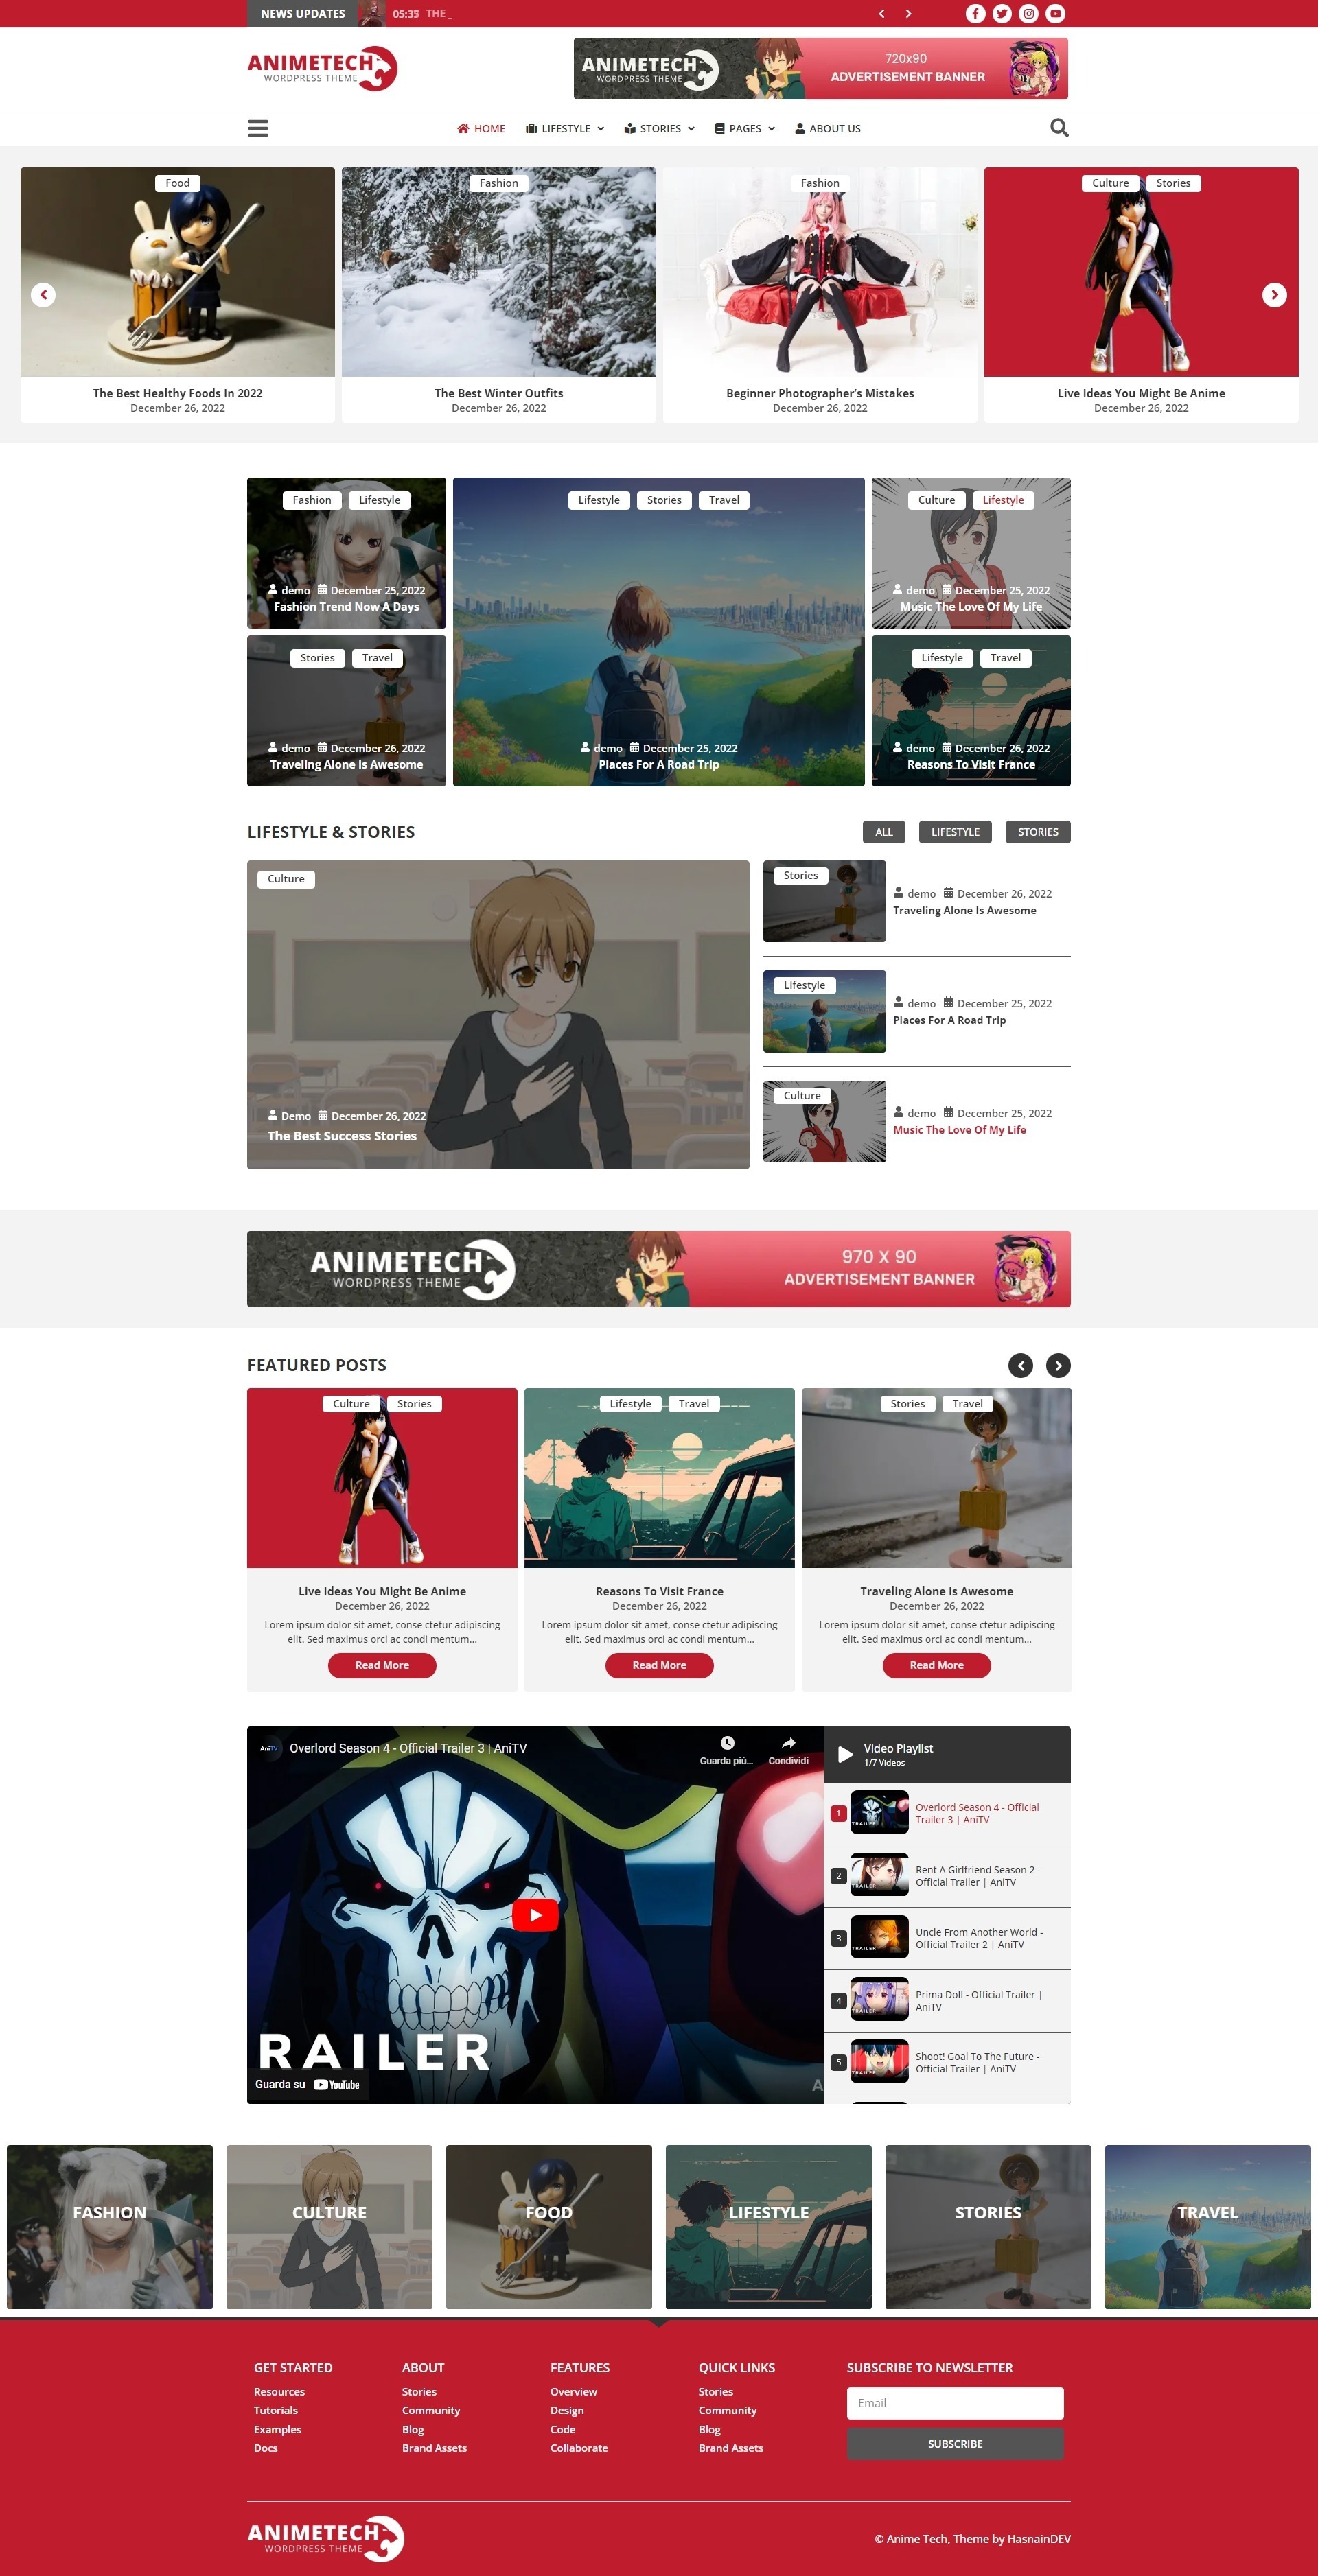 NEWS UPDATES
05:35 THE _
ANIMETECH
WORDPRESS THEME
ANIMETECH
WORDPRESS THEME
720x90
ADVERTISEMENT BANNER
HOME LIFESTYLE STORIES PAGES ABOUT US
Food
The Best Healthy Foods In 2022
December 26, 2022
Fashion
The Best Winter Outfits
December 26, 2022
Fashion
Beginner Photographer's Mistakes
December 26, 2022
Culture Stories
Live Ideas You Might Be Anime
December 26, 2022
Fashion Lifestyle
demo December 25, 2022
Fashion Trend Now A Days
Stories Travel
demo December 26, 2022
Traveling Alone Is Awesome
Lifestyle Stories Travel
demo December 25, 2022
Places For A Road Trip
Culture Lifestyle
demo December 25, 2022
Music The Love Of My Life
Lifestyle Travel
demo December 26, 2022
Reasons To Visit France
LIFESTYLE & STORIES
ALL LIFESTYLE STORIES
Culture
Demo December 26, 2022
The Best Success Stories
Stories
demo December 26, 2022
Traveling Alone Is Awesome
Lifestyle
demo December 25, 2022
Places For A Road Trip
Culture
demo December 25, 2022
Music The Love Of My Life
ANIMETECH
WORDPRESS THEME
970 X 90
ADVERTISEMENT BANNER
FEATURED POSTS
Culture Stories
Live Ideas You Might Be Anime
December 26, 2022
Lorem ipsum dolor sit amet, conse ctetur adipiscing
elit. Sed maximus orci ac condi mentum...
Read More
Lifestyle Travel
Reasons To Visit France
December 26, 2022
Lorem ipsum dolor sit amet, conse ctetur adipiscing
elit. Sed maximus orci ac condi mentum...
Read More
Stories Travel
Traveling Alone Is Awesome
December 26, 2022
Lorem ipsum dolor sit amet, conse ctetur adipiscing
elit. Sed maximus orci ac condi mentum...
Read More
AniTV
Overlord Season 4 - Official Trailer 3 | AniTV
Guarda più...
Condividi
RAILER
Guarda su YouTube
A
Video Playlist
1/7 Videos
1
TRAILER
Overlord Season 4 - Official
Trailer 3 | AniTV
2
TRAILER
Rent A Girlfriend Season 2 -
Official Trailer | AniTV
3
TRAILER
Uncle From Another World -
Official Trailer 2 | AniTV
4
TRAILER
Prima Doll - Official Trailer |
AniTV
5
TRAILER
Shoot! Goal To The Future -
Official Trailer | AniTV
FASHION
CULTURE
FOOD
LIFESTYLE
STORIES
TRAVEL
GET STARTED
Resources
Tutorials
Examples
Docs
ABOUT
Stories
Community
Blog
Brand Assets
FEATURES
Overview
Design
Code
Collaborate
QUICK LINKS
Stories
Community
Blog
Brand Assets
SUBSCRIBE TO NEWSLETTER
Email
SUBSCRIBE
ANIMETECH
WORDPRESS THEME
© Anime Tech, Theme by HasnainDEV